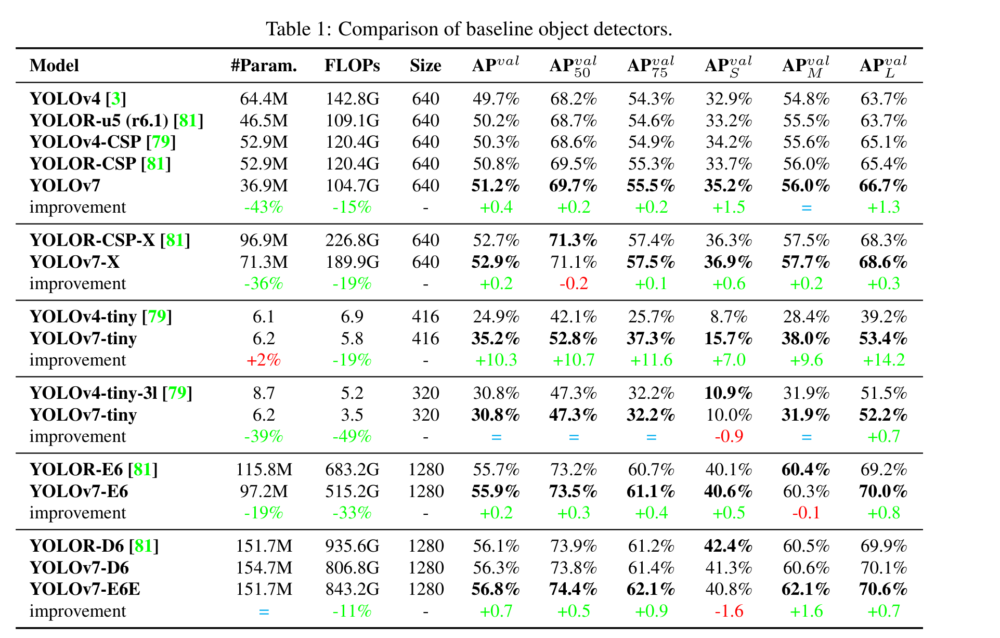 Table 1: Comparison of baseline object detectors.
Model #Param. FLOPs Size AP^val AP_50^val AP_75^val AP_S^val AP_M^val AP_L^val
YOLOv4 [3] 64.4M 142.8G 640 49.7% 68.2% 54.3% 32.9% 54.8% 63.7%
YOLOR-u5 (r6.1) [81] 46.5M 109.1G 640 50.2% 68.7% 54.6% 33.2% 55.5% 63.7%
YOLOv4-CSP [79] 52.9M 120.4G 640 50.3% 68.6% 54.9% 34.2% 55.6% 65.1%
YOLOR-CSP [81] 52.9M 120.4G 640 50.8% 69.5% 55.3% 33.7% 56.0% 65.4%
YOLOv7 36.9M 104.7G 640 51.2% 69.7% 55.5% 35.2% 56.0% 66.7%
improvement -43% -15% - +0.4 +0.2 +0.2 +1.5 = +1.3
YOLOR-CSP-X [81] 96.9M 226.8G 640 52.7% 71.3% 57.4% 36.3% 57.5% 68.3%
YOLOv7-X 71.3M 189.9G 640 52.9% 71.1% 57.5% 36.9% 57.7% 68.6%
improvement -36% -19% - +0.2 -0.2 +0.1 +0.6 +0.2 +0.3
YOLOv4-tiny [79] 6.1 6.9 416 24.9% 42.1% 25.7% 8.7% 28.4% 39.2%
YOLOv7-tiny 6.2 5.8 416 35.2% 52.8% 37.3% 15.7% 38.0% 53.4%
improvement +2% -19% - +10.3 +10.7 +11.6 +7.0 +9.6 +14.2
YOLOv4-tiny-3l [79] 8.7 5.2 320 30.8% 47.3% 32.2% 10.9% 31.9% 51.5%
YOLOv7-tiny 6.2 3.5 320 30.8% 47.3% 32.2% 10.0% 31.9% 52.2%
improvement -39% -49% - = = = -0.9 = +0.7
YOLOR-E6 [81] 115.8M 683.2G 1280 55.7% 73.2% 60.7% 40.1% 60.4% 69.2%
YOLOv7-E6 97.2M 515.2G 1280 55.9% 73.5% 61.1% 40.6% 60.3% 70.0%
improvement -19% -33% - +0.2 +0.3 +0.4 +0.5 -0.1 +0.8
YOLOR-D6 [81] 151.7M 935.6G 1280 56.1% 73.9% 61.2% 42.4% 60.5% 69.9%
YOLOv7-D6 154.7M 806.8G 1280 56.3% 73.8% 61.4% 41.3% 60.6% 70.1%
YOLOv7-E6E 151.7M 843.2G 1280 56.8% 74.4% 62.1% 40.8% 62.1% 70.6%
improvement = -11% - +0.7 +0.5 +0.9 -1.6 +1.6 +0.7